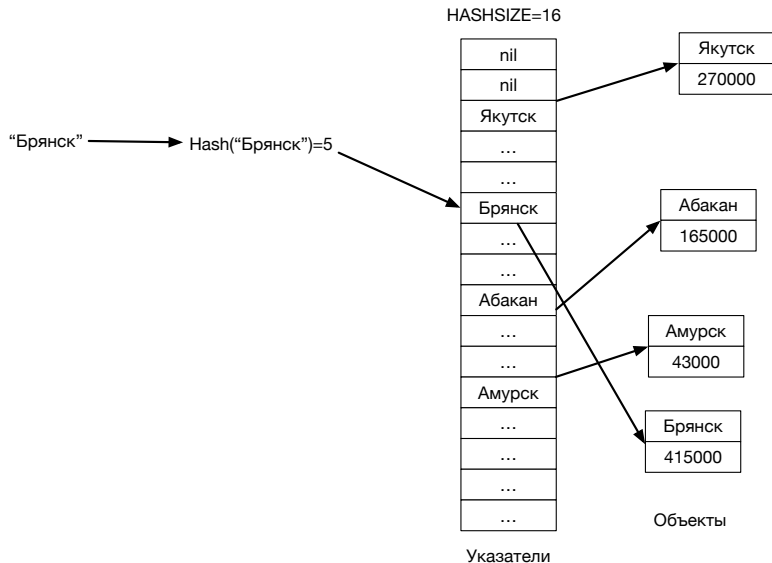 HASHSIZE=16
“Брянск”
Hash(“Брянск”)=5
nil
nil
Якутск
...
...
Брянск
...
...
Абакан
...
...
Амурск
...
...
...
...
Указатели
Якутск
270000
Абакан
165000
Амурск
43000
Брянск
415000
Объекты